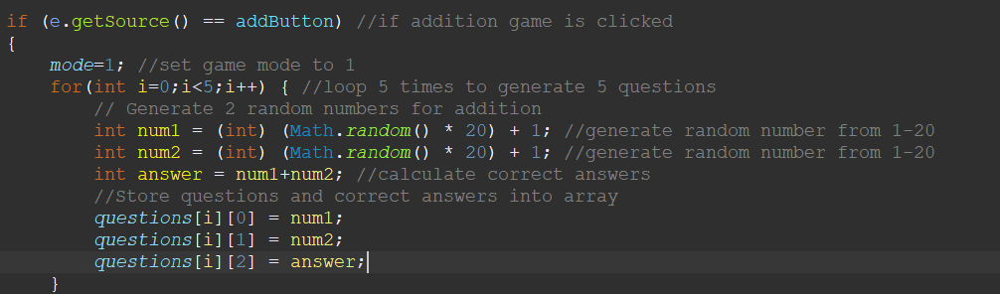 if (e.getSource() == addButton) //if addition game is clicked
{
mode=1; //set game mode to 1
for(int i=0;i<5;i++) { //loop 5 times to generate 5 questions
// Generate 2 random numbers for addition
int num1 = (int) (Math.random() * 20) + 1; //generate random number from 1-20
int num2 = (int) (Math.random() * 20) + 1; //generate random number from 1-20
int answer = num1+num2; //calculate correct answers
//Store questions and correct answers into array
questions[i][0] = num1;
questions[i][1] = num2;
questions[i][2] = answer;
}